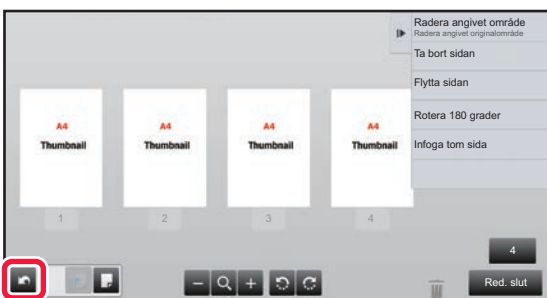 Radera angivet område
Radera angivet originalområde
Ta bort sidan
Flytta sidan
Rotera 180 grader
Infoga tom sida
A4
Thumbnail
A4
Thumbnail
A4
Thumbnail
A4
Thumbnail
1
2
3
4
4
Red. slut